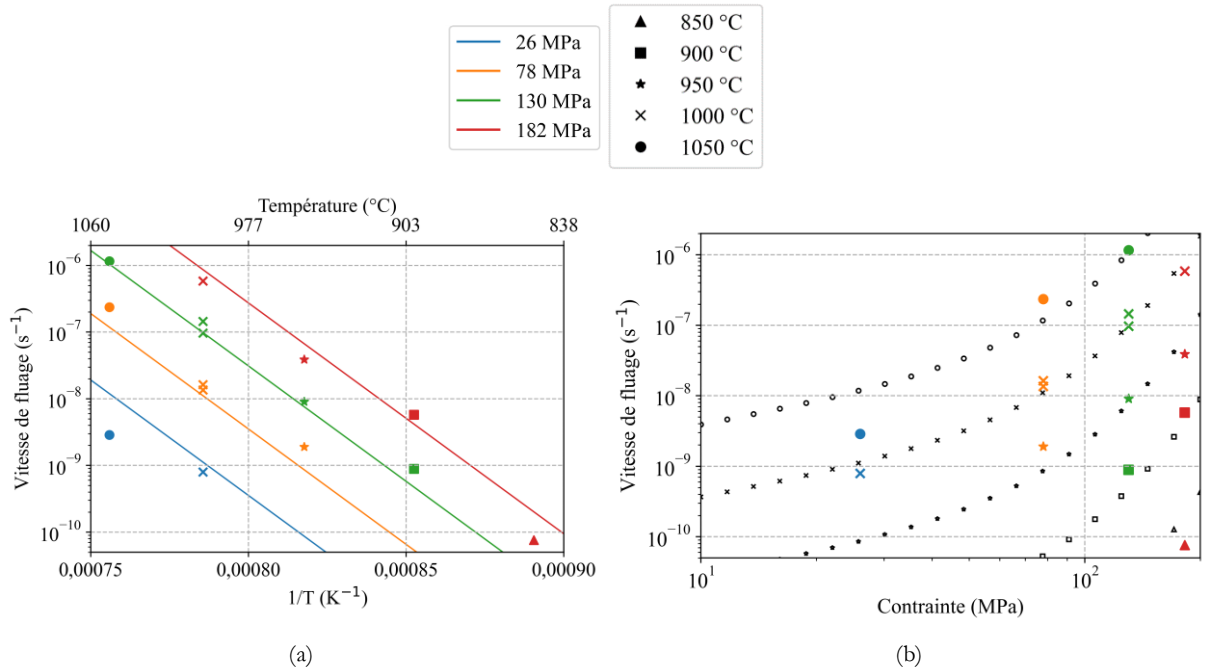 26 MPa
78 MPa
130 MPa
182 MPa
850 °C
900 °C
950 °C
1000 °C
1050 °C
Température (°C)
1060 977 903 838
10⁻⁶
10⁻⁷
10⁻⁸
10⁻⁹
10⁻¹⁰
Vitesse de fluage (s⁻¹)
0,00075 0,00080 0,00085 0,00090
1/T (K⁻¹)
(a)
10⁻⁶
10⁻⁷
10⁻⁸
10⁻⁹
10⁻¹⁰
Vitesse de fluage (s⁻¹)
10¹ 10²
Contrainte (MPa)
(b)